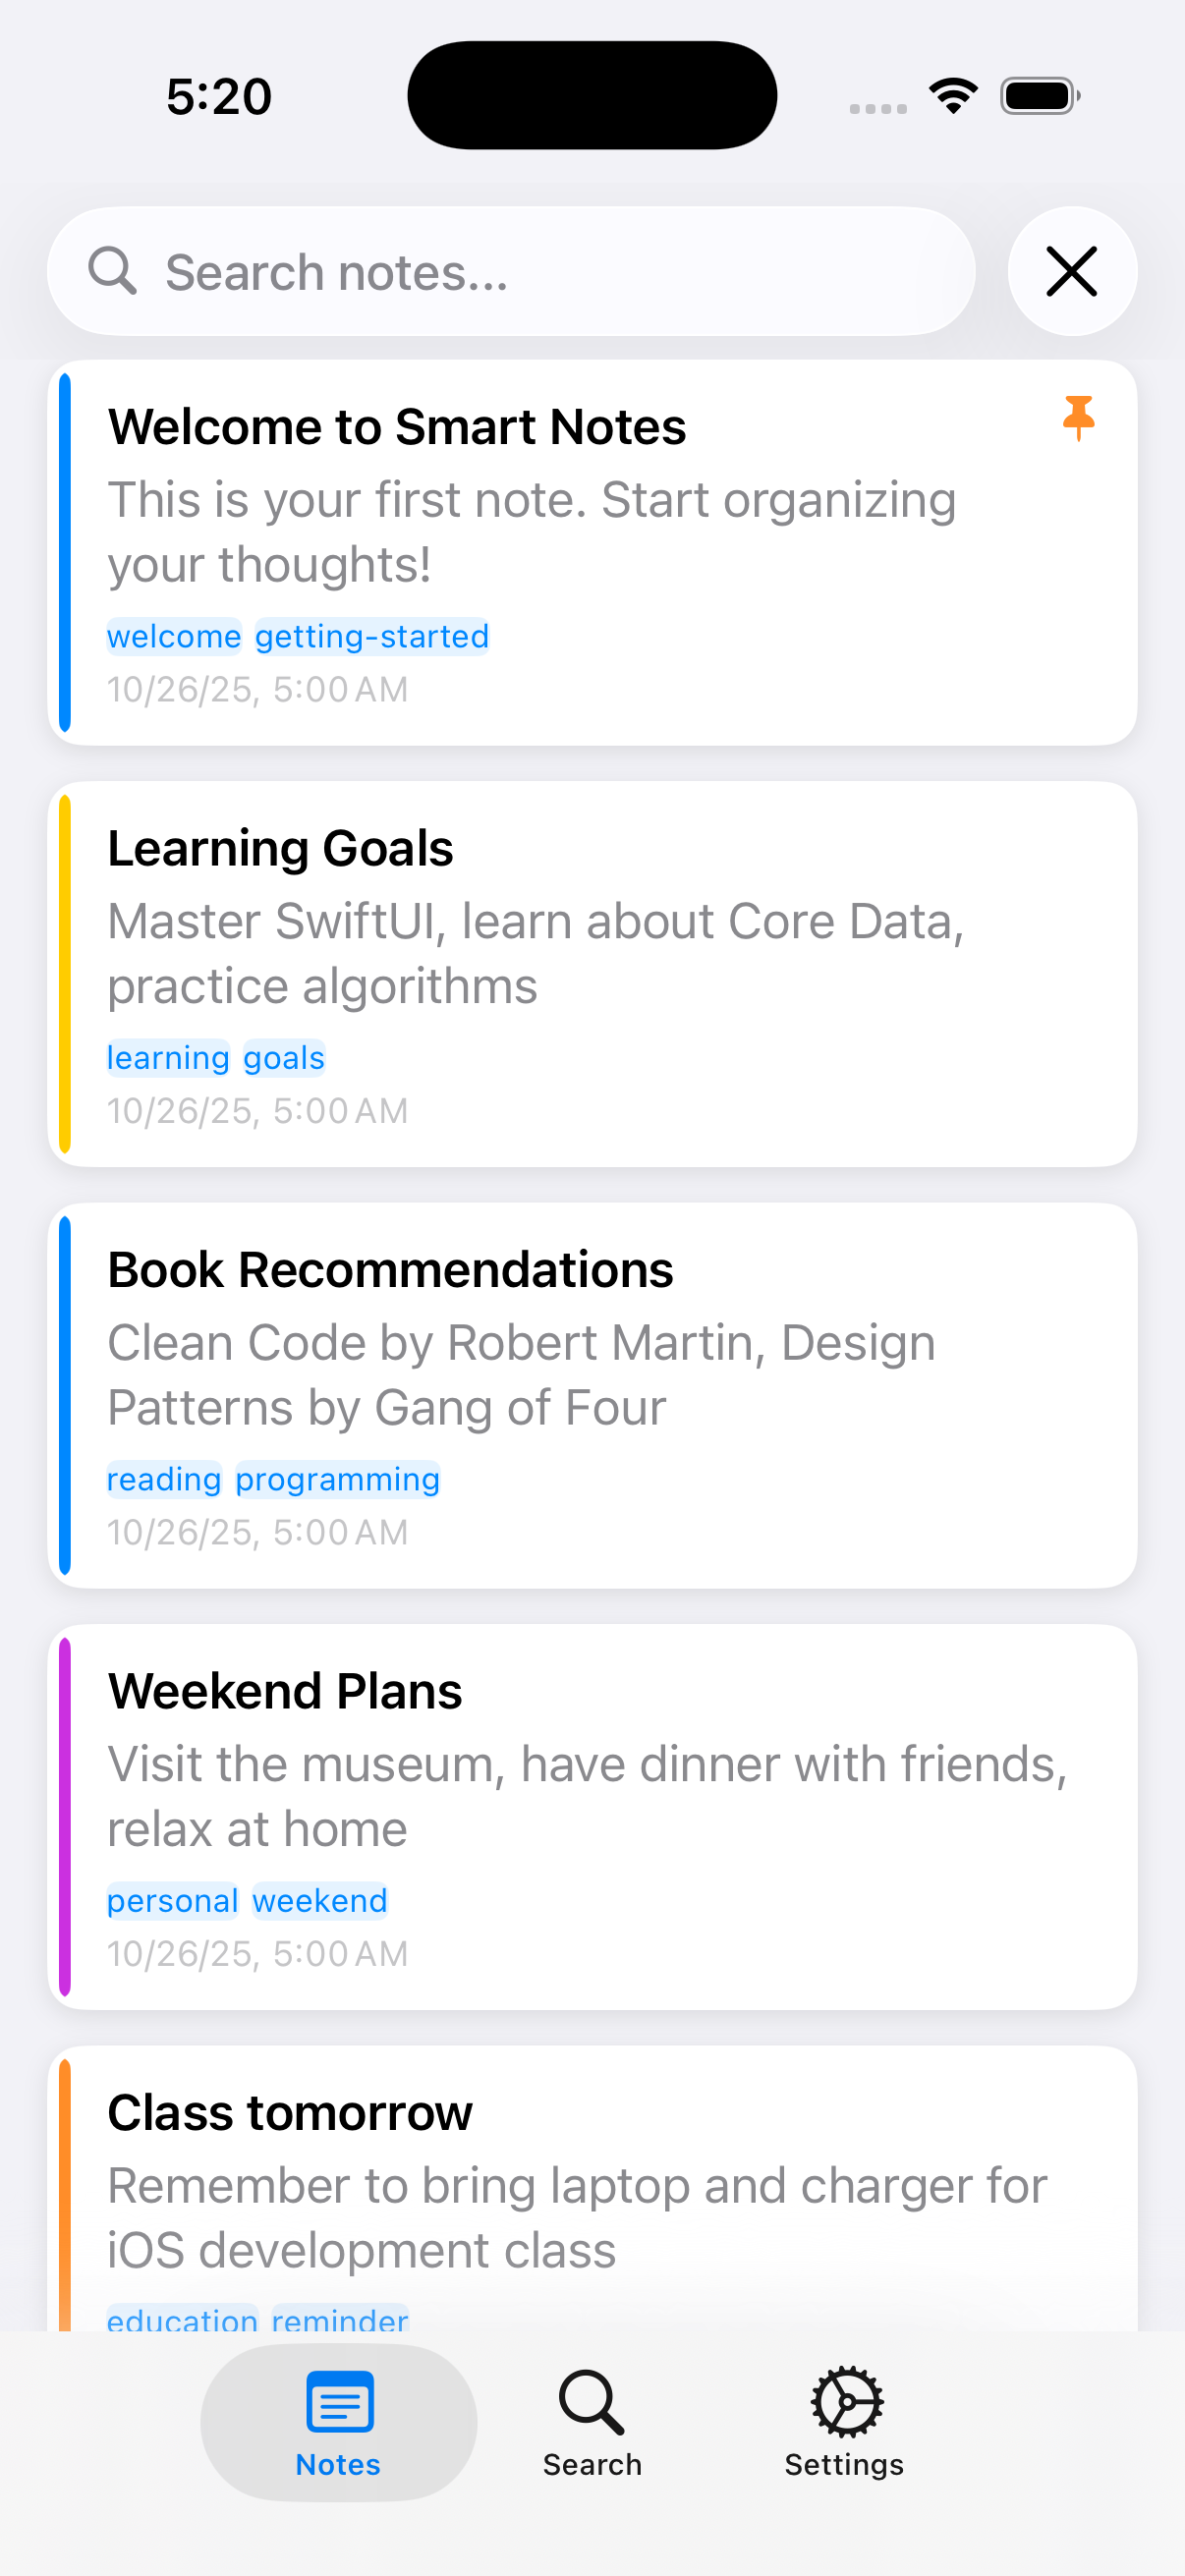 5:20
Search notes...
Welcome to Smart Notes
This is your first note. Start organizing
your thoughts!
welcome getting-started
10/26/25, 5:00 AM
Learning Goals
Master SwiftUI, learn about Core Data,
practice algorithms
learning goals
10/26/25, 5:00 AM
Book Recommendations
Clean Code by Robert Martin, Design
Patterns by Gang of Four
reading programming
10/26/25, 5:00 AM
Weekend Plans
Visit the museum, have dinner with friends,
relax at home
personal weekend
10/26/25, 5:00 AM
Class tomorrow
Remember to bring laptop and charger for
iOS development class
education reminder
Notes Search Settings